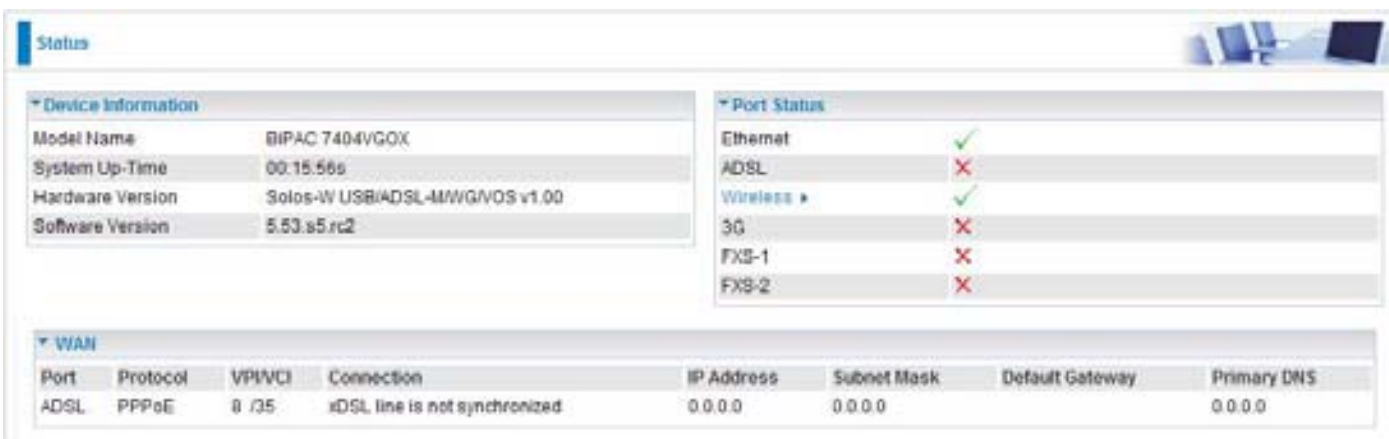 Status
Device Information
Model Name BiPAC 7404VGOX
System Up-Time 00:15:56s
Hardware Version Solos-W USB/ADSL-M/W/G/VOS v1.00
Software Version 5.53.s5.rc2
Port Status
Ethernet
ADSL
Wireless
3G
FXS-1
FXS-2
WAN
Port Protocol VPI/VCI Connection IP Address Subnet Mask Default Gateway Primary DNS
ADSL PPPoE 8 /35 xDSL line is not synchronized 0.0.0.0 0.0.0.0 0.0.0.0